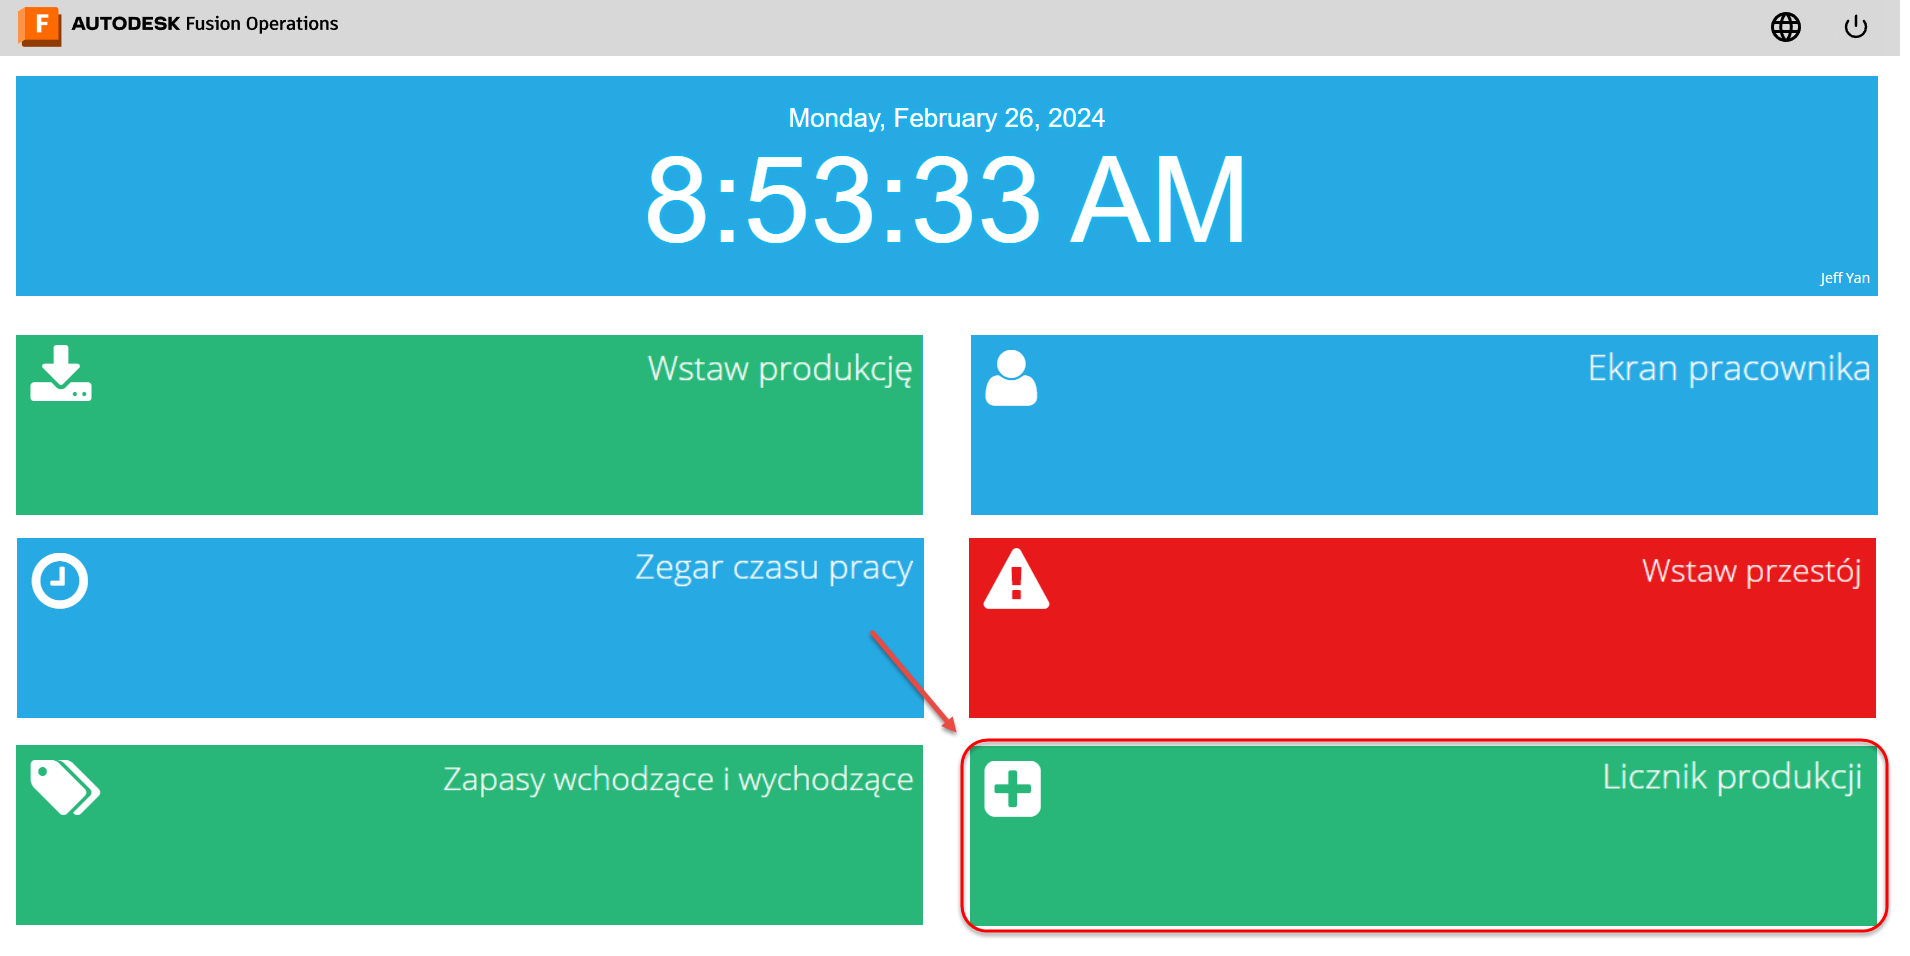 AUTODESK Fusion Operations
Monday, February 26, 2024
8:53:33 AM
Jeff Yan
Wstaw produkcję
Ekran pracownika
Zegar czasu pracy
Wstaw przestój
Zapasy wchodzące i wychodzące
Licznik produkcji